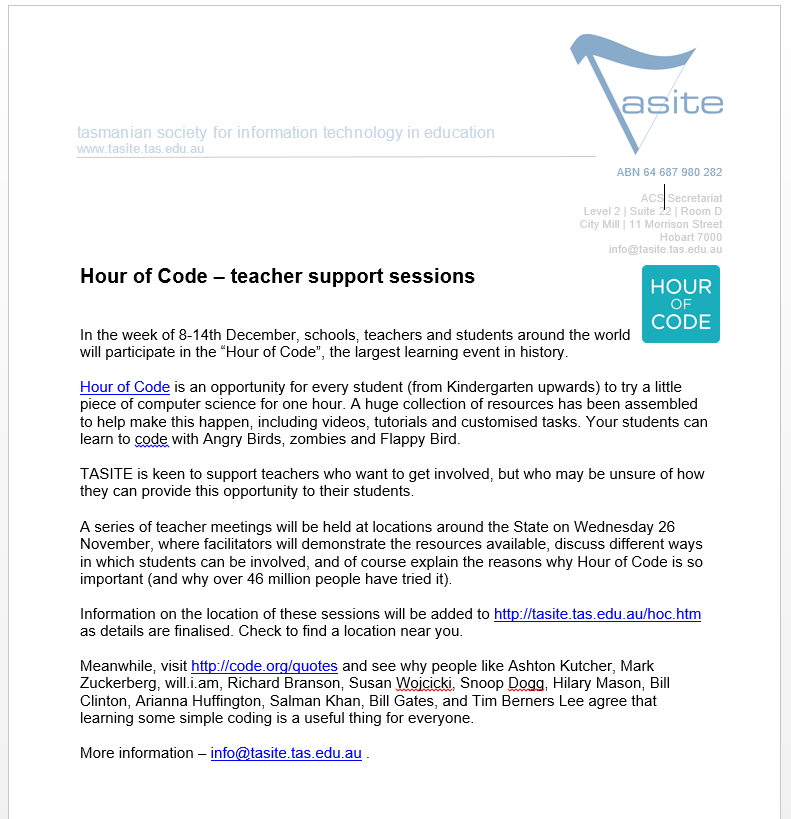 Tasite
tasmanian society for information technology in education
www.tasite.tas.edu.au
ABN 64 687 980 282
ACS Secretariat
Level 2 | Suite 22 | Room D
City Mill | 11 Morrison Street
Hobart 7000
info@tasite.tas.edu.au
Hour of Code – teacher support sessions
HOUR
OF
CODE
In the week of 8-14th December, schools, teachers and students around the world
will participate in the “Hour of Code”, the largest learning event in history.
Hour of Code is an opportunity for every student (from Kindergarten upwards) to try a little
piece of computer science for one hour. A huge collection of resources has been assembled
to help make this happen, including videos, tutorials and customised tasks. Your students can
learn to code with Angry Birds, zombies and Flappy Bird.
TASITE is keen to support teachers who want to get involved, but who may be unsure of how
they can provide this opportunity to their students.
A series of teacher meetings will be held at locations around the State on Wednesday 26
November, where facilitators will demonstrate the resources available, discuss different ways
in which students can be involved, and of course explain the reasons why Hour of Code is so
important (and why over 46 million people have tried it).
Information on the location of these sessions will be added to http://tasite.tas.edu.au/hoc.htm
as details are finalised. Check to find a location near you.
Meanwhile, visit http://code.org/quotes and see why people like Ashton Kutcher, Mark
Zuckerberg, will.i.am, Richard Branson, Susan Wojcicki, Snoop Dogg, Hilary Mason, Bill
Clinton, Arianna Huffington, Salman Khan, Bill Gates, and Tim Berners Lee agree that
learning some simple coding is a useful thing for everyone.
More information – info@tasite.tas.edu.au .